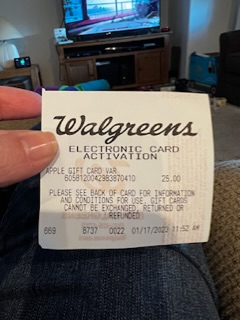 Walgreens
ELECTRONIC CARD
ACTIVATION
APPLE GIFT CARD VAR
6058120042983870410 25.00
PLEASE SEE BACK OF CARD FOR INFORMATION
AND CONDITIONS FOR USE. GIFT CARDS
CANNOT BE EXCHANGED, RETURNED OR
REFUNDED
669 8737 0022 01/17/2023 11:52 AM